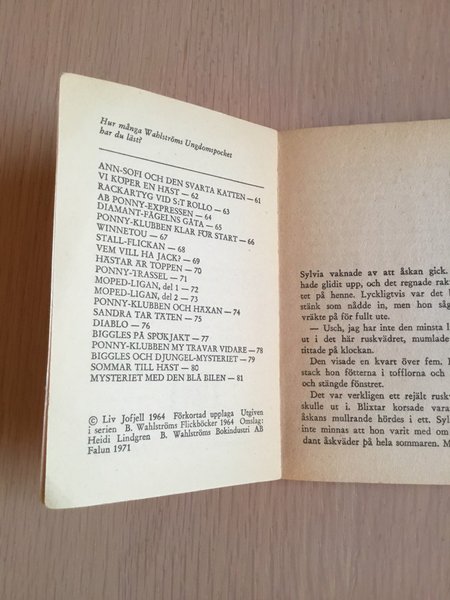 Hur många Wahlströms Ungdomspocket
har du läst?
ANN-SOFI OCH DEN SVARTA KATTEN — 61
VI KÖPER EN HÄST — 62
RACKARTYG VID S:T ROLLO — 63
AB PONNY-EXPRESSEN — 64
DIAMANT-FÅGELNS GÅTA — 65
PONNY-KLUBBEN KLAR FÖR START — 66
WINNETOU — 67
STALL-FLICKAN — 68
VEM VILL HA JACK? — 69
HÄSTAR ÄR TOPPEN — 70
PONNY-TRASSEL — 71
MOPED-LIGAN, del 1 — 72
MOPED-LIGAN, del 2 — 73
PONNY-KLUBBEN OCH HÄXAN — 74
SANDRA TAR TÄTEN — 75
DIABLO — 76
BIGGLES PÅ SPÖKJAKT — 77
PONNY-KLUBBEN MY TRAVAR VIDARE — 78
BIGGLES OCH DJUNGEL-MYSTERIET — 79
SOMMAR TILL HÄST — 80
MYSTERIET MED DEN BLÅ BILEN — 81
© Liv Jofjell 1964 Förkortad upplaga Utgiven
i serien B. Wahlströms Flickböcker 1964 Omslag:
Heidi Lindgren B. Wahlströms Bokindustri AB
Falun 1971
Sylvia vaknade av att åskan gick.
hade glidit upp, och det regnade rak
tet på henne. Lyckligtvis var det
stänk som nådde in, men hon såg
vräkte på för fullt ute.
— Usch, jag har inte den minsta l
ut i det här ruskvädret, mumlade
tittade på klockan.
Den visade en kvart över fem.
stack hon fötterna i tofflorna och
och stängde fönstret.
Det var verkligen ett rejält ruskv
skulle ut i. Blixtar korsade vara
åskans mullrande hördes i ett. Syl
inte minnas att hon varit med om
dant åskväder på hela sommaren. M